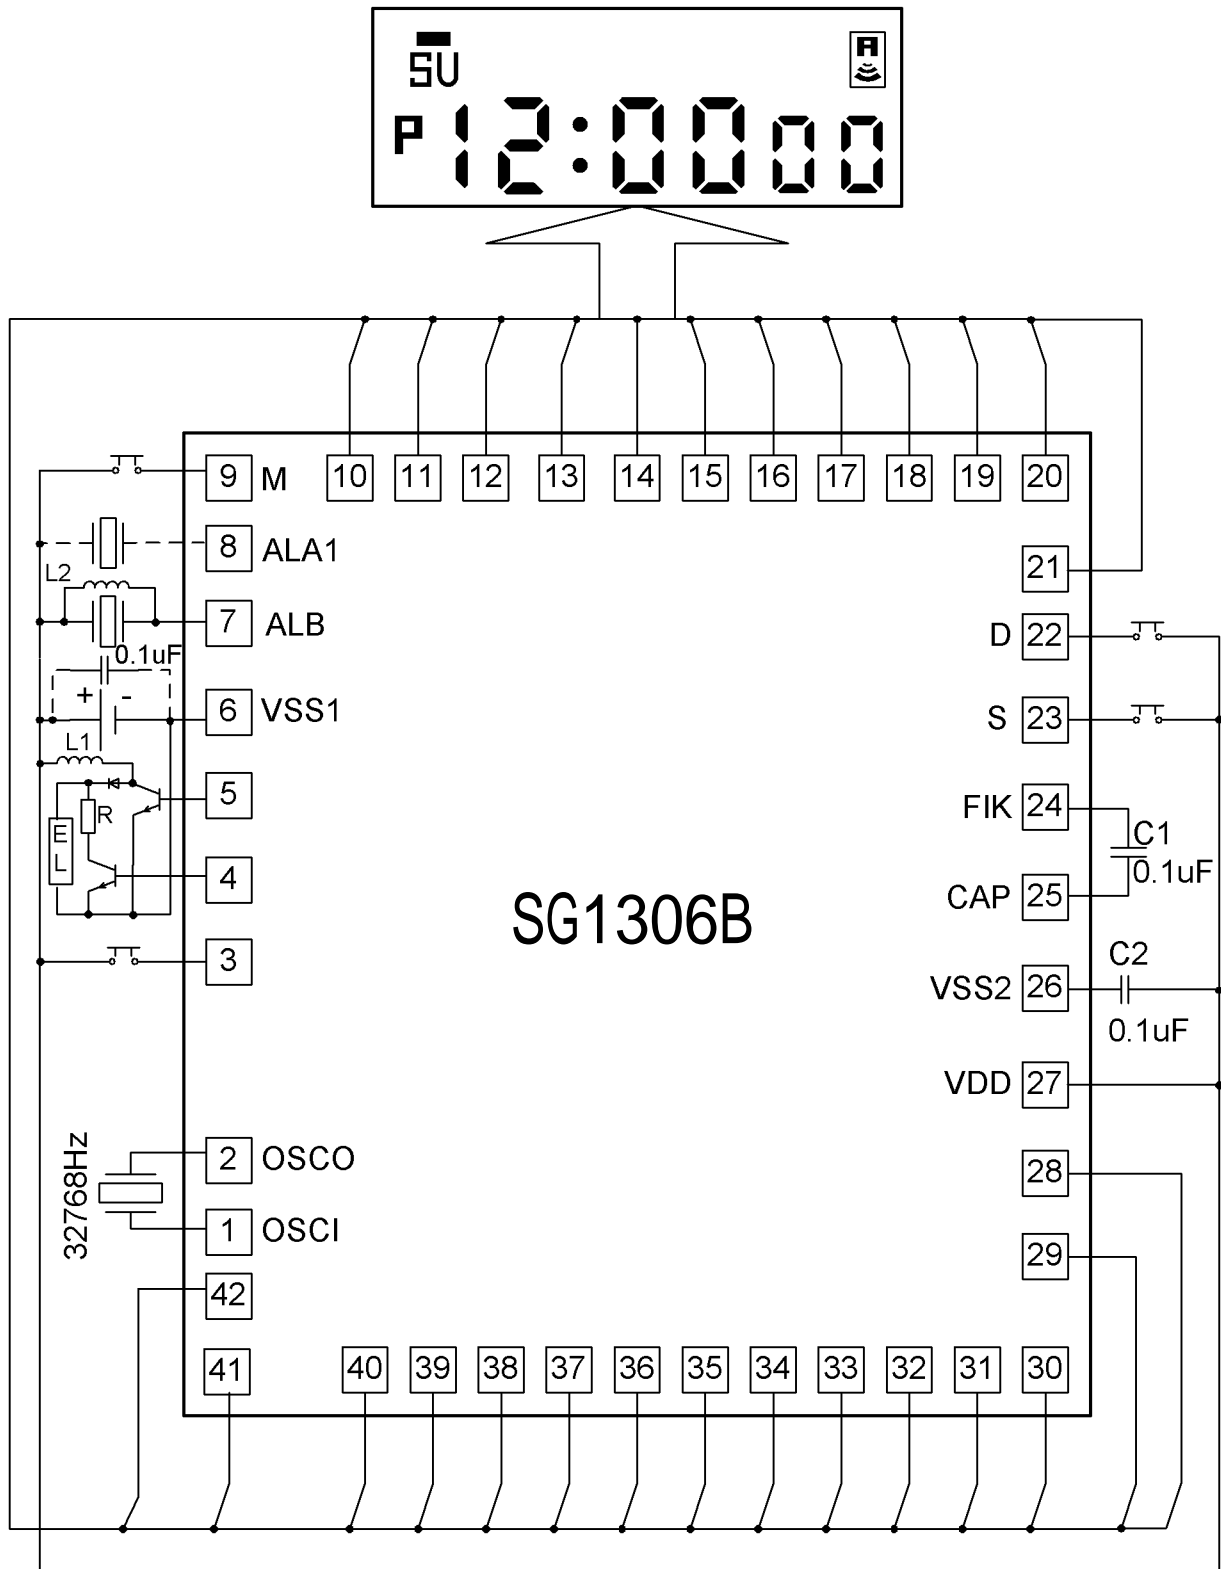 SU
A
P 12:00 00
10 11 12 13 14 15 16 17 18 19 20
9 M
8 ALA1
L2
7 ALB
0.1uF
+ -
6 VSS1
L1
5
R
EL
4
3
2 OSCO
32768Hz
1 OSCI
42
SG1306B
21
D 22
S 23
FIK 24
C1
0.1uF
CAP 25
C2
VSS2 26
0.1uF
VDD 27
28
29
41 40 39 38 37 36 35 34 33 32 31 30